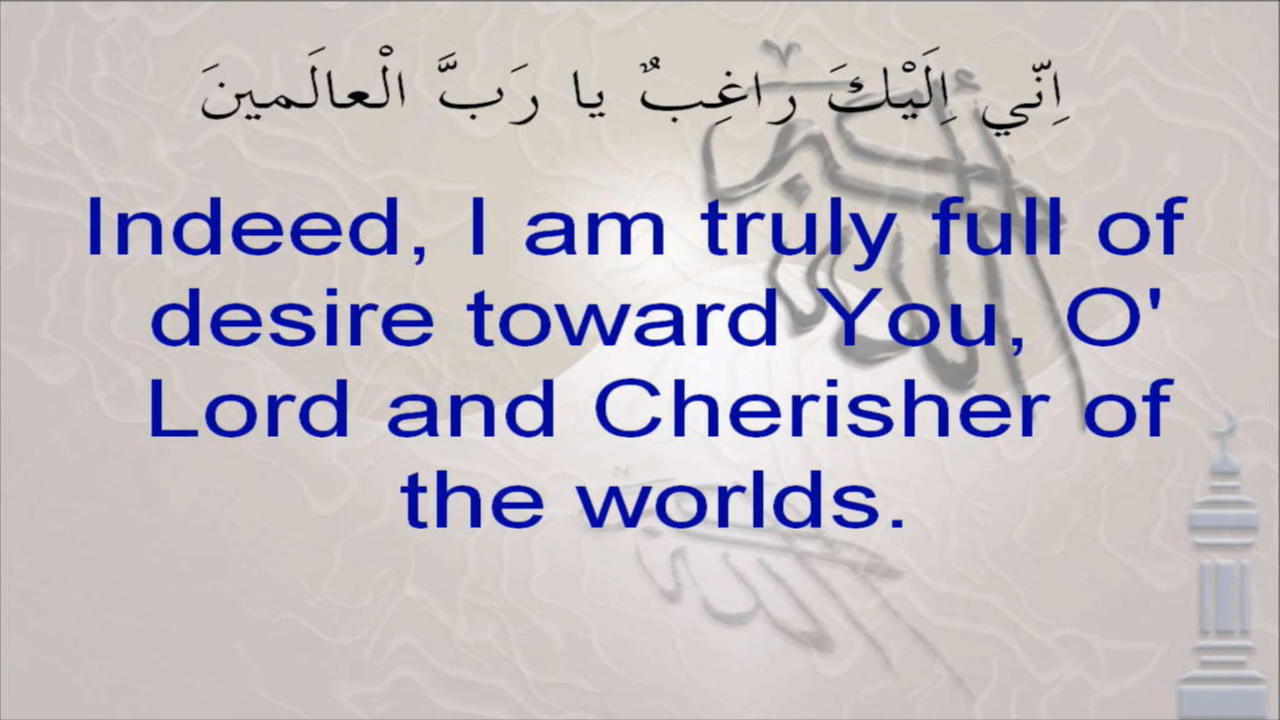 اِنّي اِلَيْكَ راغِبٌ يا رَبَّ الْعالَمينَ
Indeed, I am truly full of
desire toward You, O'
Lord and Cherisher of
the worlds.